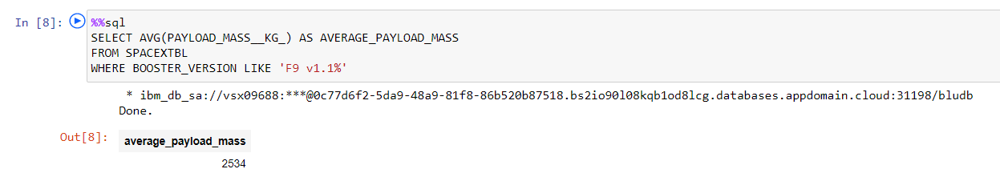 In [8]:
%%sql
SELECT AVG(PAYLOAD_MASS__KG_) AS AVERAGE_PAYLOAD_MASS
FROM SPACEXTBL
WHERE BOOSTER_VERSION LIKE 'F9 v1.1%'
* ibm_db_sa://vsx09688:***@0c77d6f2-5da9-48a9-81f8-86b520b87518.bs2io90l08kqb1od8lcg.databases.appdomain.cloud:31198/bludb
Done.
Out[8]:
average_payload_mass
2534